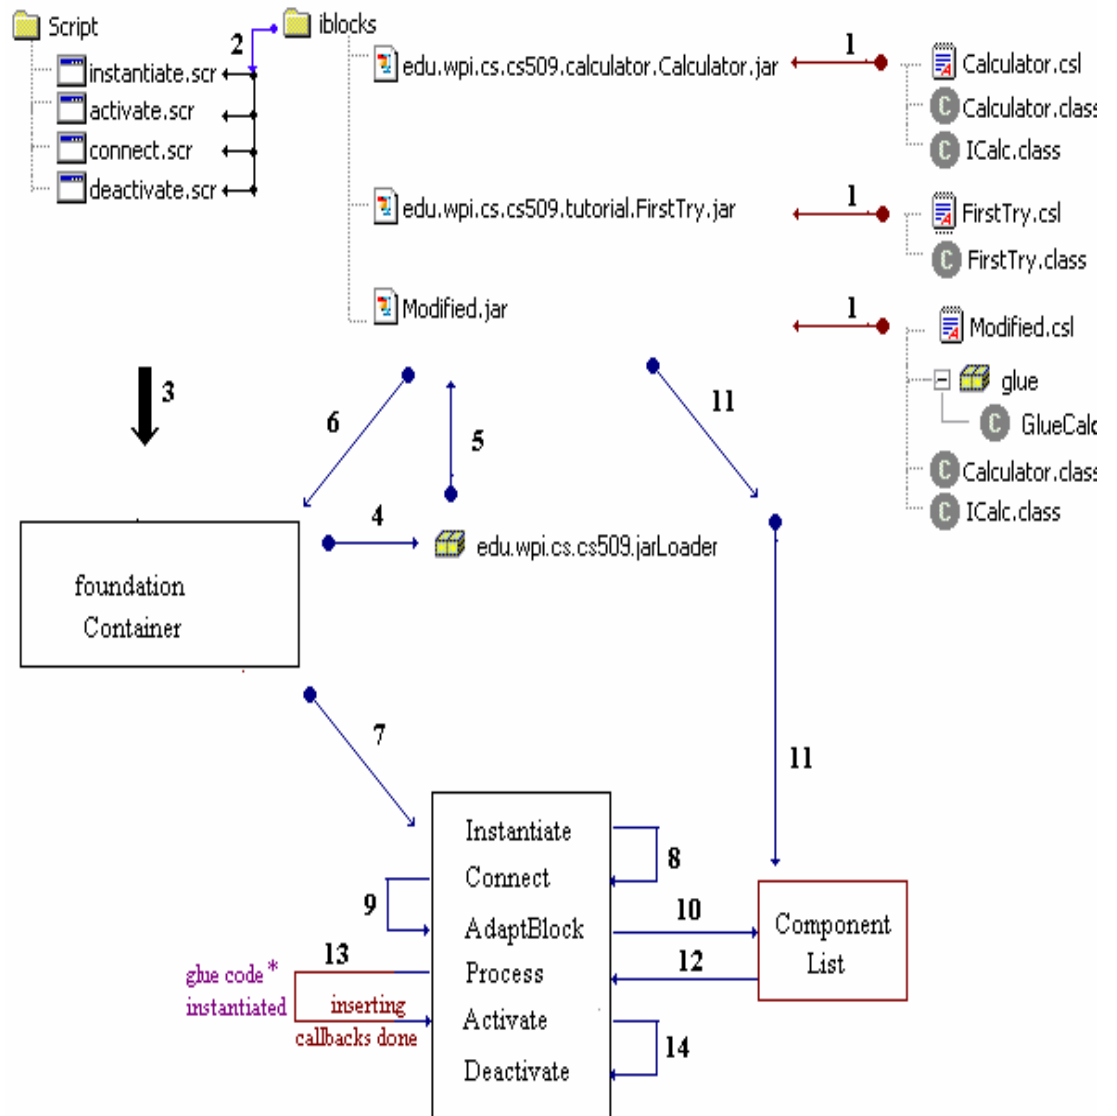 Script
instantiate.scr
activate.scr
connect.scr
deactivate.scr
2
iblocks
edu.wpi.cs.cs509.calculator.Calculator.jar
edu.wpi.cs.cs509.tutorial.FirstTry.jar
Modified.jar
1
Calculator.csl
Calculator.class
ICalc.class
1
FirstTry.csl
FirstTry.class
1
Modified.csl
glue
GlueCalc
Calculator.class
ICalc.class
3
6
5
11
4
edu.wpi.cs.cs509.jarLoader
foundation
Container
7
11
Instantiate
8
Connect
9
AdaptBlock
10
Component
List
Process
12
13
glue code *
instantiated
inserting
callbacks done
Activate
14
Deactivate